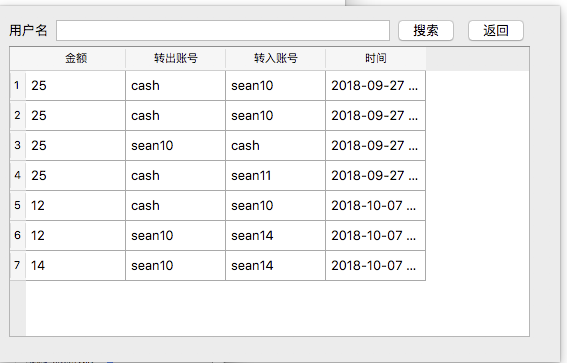 用户名 搜索 返回
金额 转出账号 转入账号 时间
1 25 cash sean10 2018-09-27 ...
2 25 cash sean10 2018-09-27 ...
3 25 sean10 cash 2018-09-27 ...
4 25 cash sean11 2018-09-27 ...
5 12 cash sean10 2018-10-07 ...
6 12 sean10 sean14 2018-10-07 ...
7 14 sean10 sean14 2018-10-07 ...